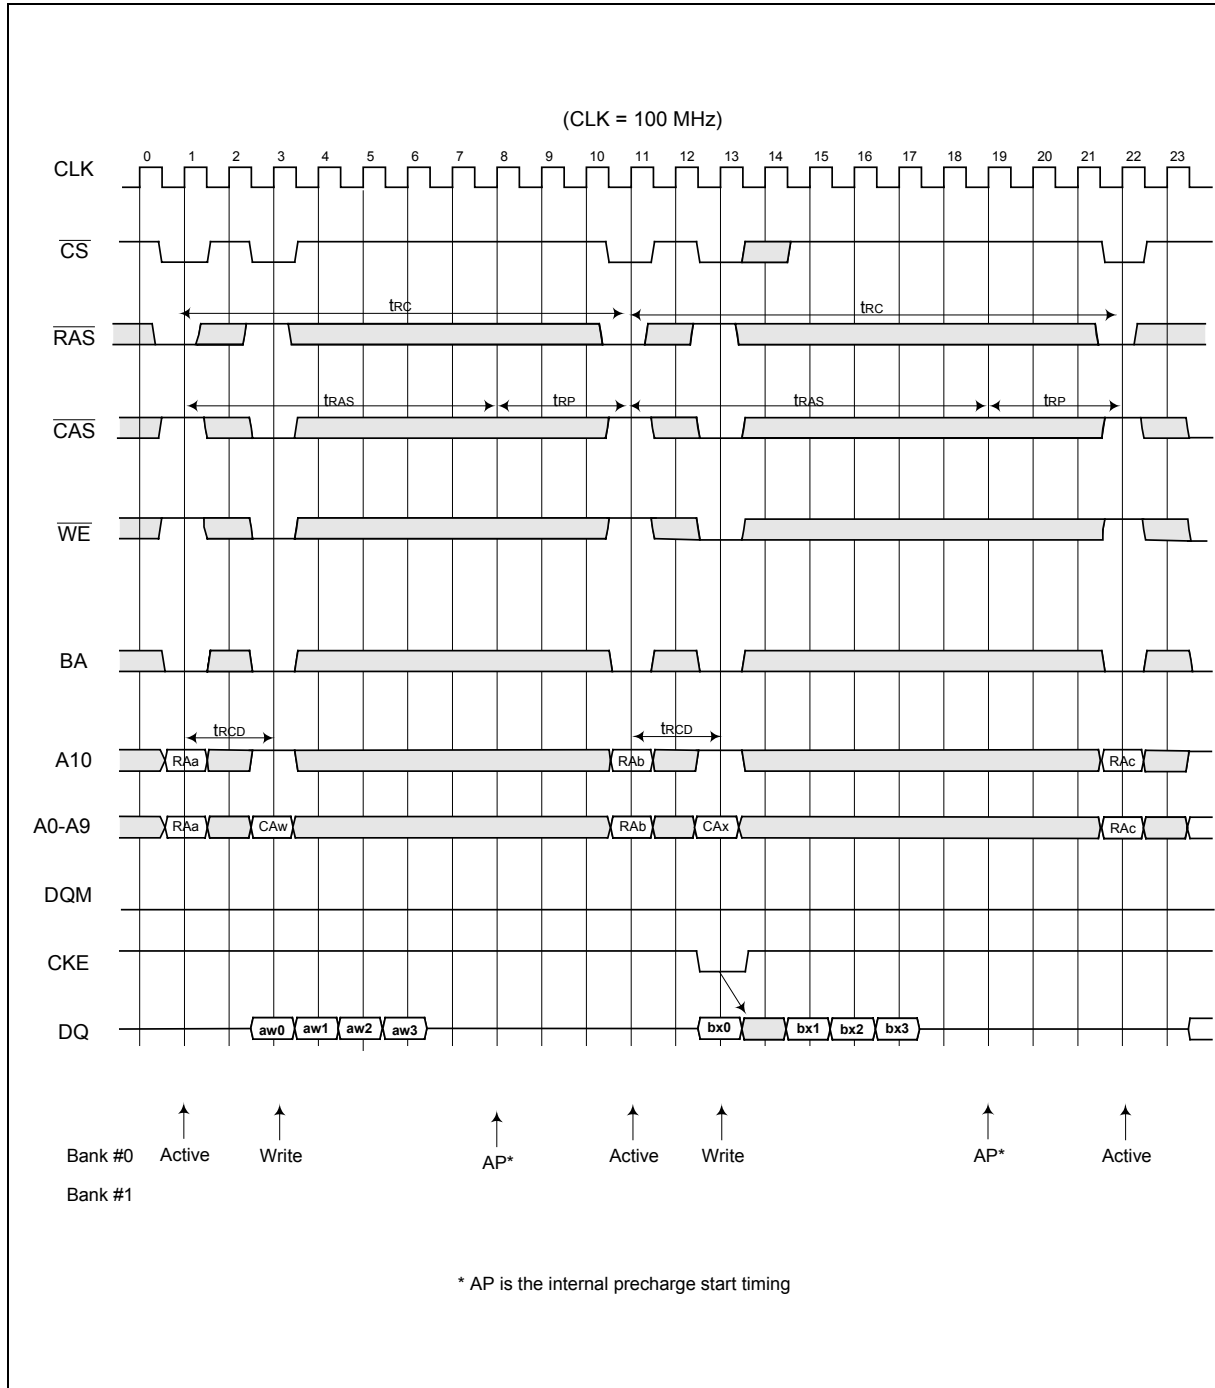 (CLK = 100 MHz)
0 1 2 3 4 5 6 7 8 9 10 11 12 13 14 15 16 17 18 19 20 21 22 23
CLK
CS
tRC tRC
RAS
tRAS tRP tRAS tRP
CAS
WE
BA
tRCD tRCD
A10 RAa RAb RAc
A0-A9 RAa CAw RAb CAx RAc
DQM
CKE
DQ aw0 aw1 aw2 aw3 bx0 bx1 bx2 bx3
Bank #0 Active Write AP* Active Write AP* Active
Bank #1
* AP is the internal precharge start timing